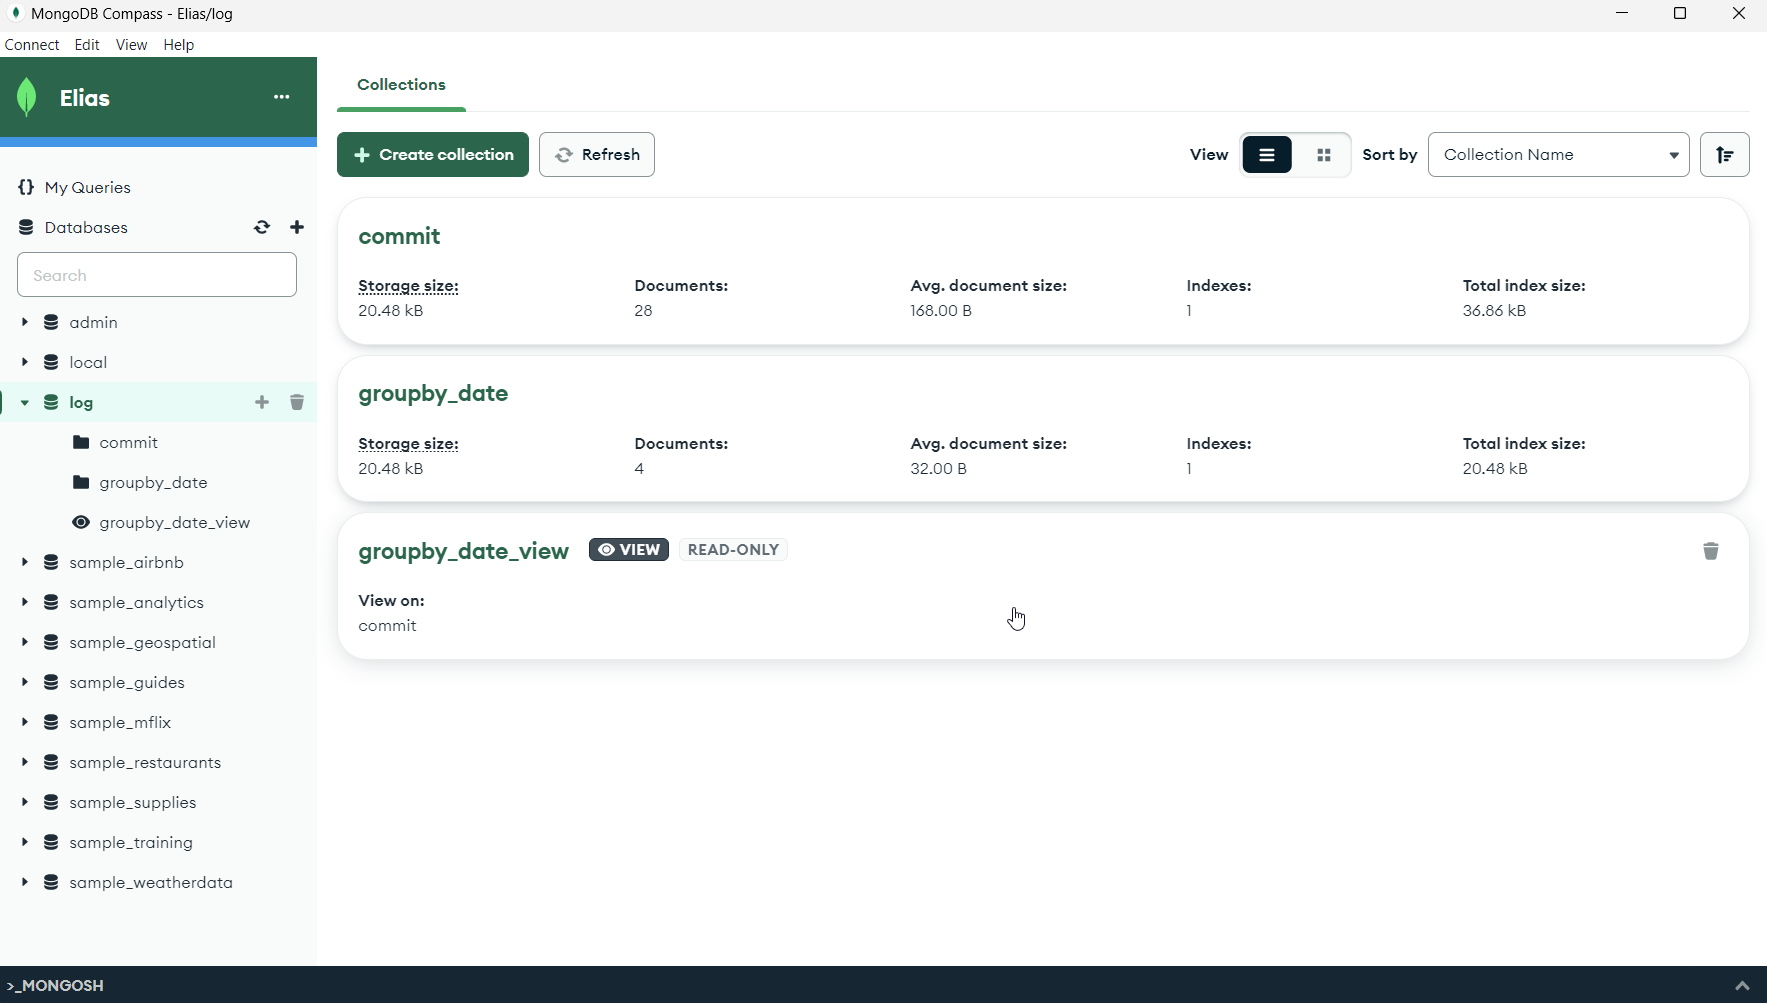 MongoDB Compass - Elias/log
Connect Edit View Help
Elias
My Queries
Databases
Search
admin
local
log
commit
groupby_date
groupby_date_view
sample_airbnb
sample_analytics
sample_geospatial
sample_guides
sample_mflix
sample_restaurants
sample_supplies
sample_training
sample_weatherdata
Collections
Create collection Refresh View Sort by Collection Name
commit
Storage size: Documents: Avg. document size: Indexes: Total index size:
20.48 kB 28 168.00 B 1 36.86 kB
groupby_date
Storage size: Documents: Avg. document size: Indexes: Total index size:
20.48 kB 4 32.00 B 1 20.48 kB
groupby_date_view VIEW READ-ONLY
View on:
commit
>_MONGOSH